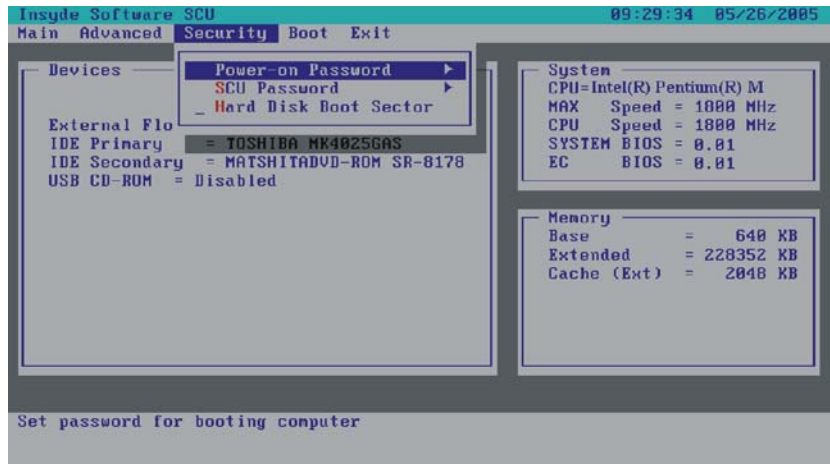 Insyde Software SCU 09:29:34 05/26/2005
Main Advanced Security Boot Exit
Power-on Password
SCU Password
_ Hard Disk Boot Sector
Devices
External Flo
IDE Primary = TOSHIBA MK4025GAS
IDE Secondary = MATSHITADVD-ROM SR-8178
USB CD-ROM = Disabled
System
CPU=Intel(R) Pentium(R) M
MAX Speed = 1800 MHz
CPU Speed = 1800 MHz
SYSTEM BIOS = 0.01
EC BIOS = 0.01
Memory
Base = 640 KB
Extended = 228352 KB
Cache (Ext) = 2048 KB
Set password for booting computer